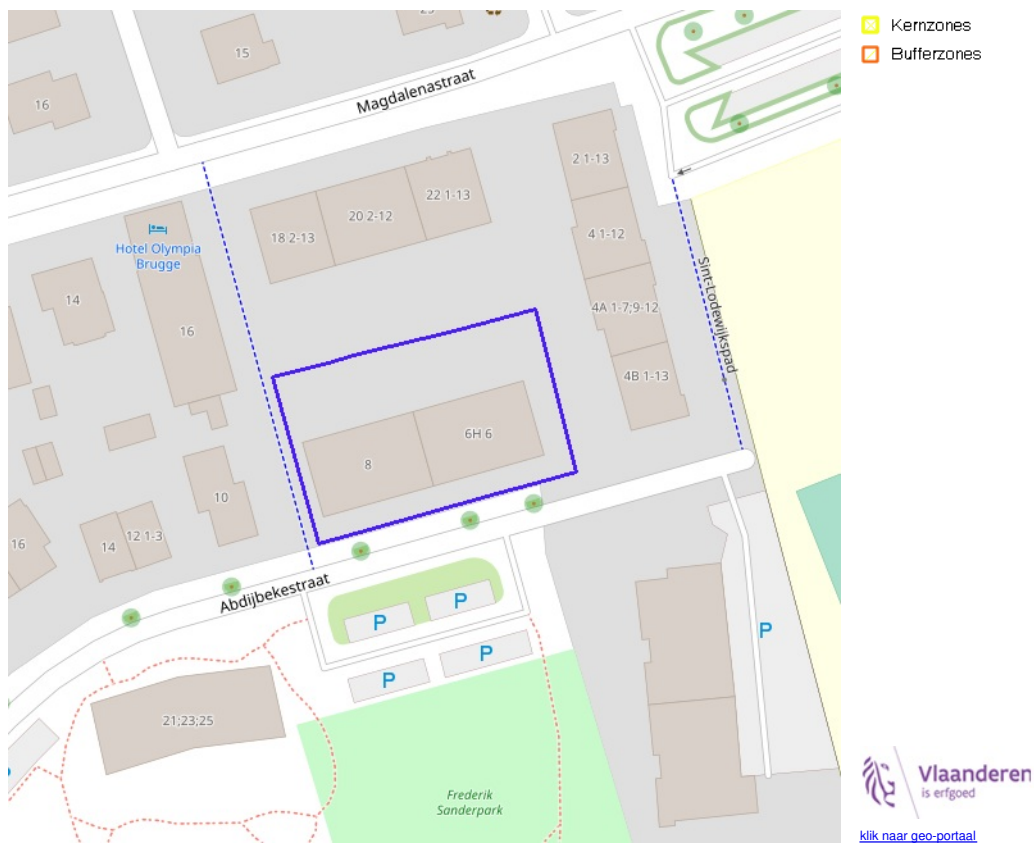 Kernzones
Bufferzones
15
16
Magdalenastraat
2 1-13
22 1-13
20 2-12
18 2-13
4 1-12
Hotel Olympia
Brugge
14
16
4A 1-7;9-12
Sint-Lodewijkspad
4B 1-13
6H 6
8
10
16
14
12 1-3
Abdijbekestraat
P
P
P
P
P
21;23;25
Frederik
Sanderpark
Vlaanderen
is erfgoed
klik naar geo-portaal